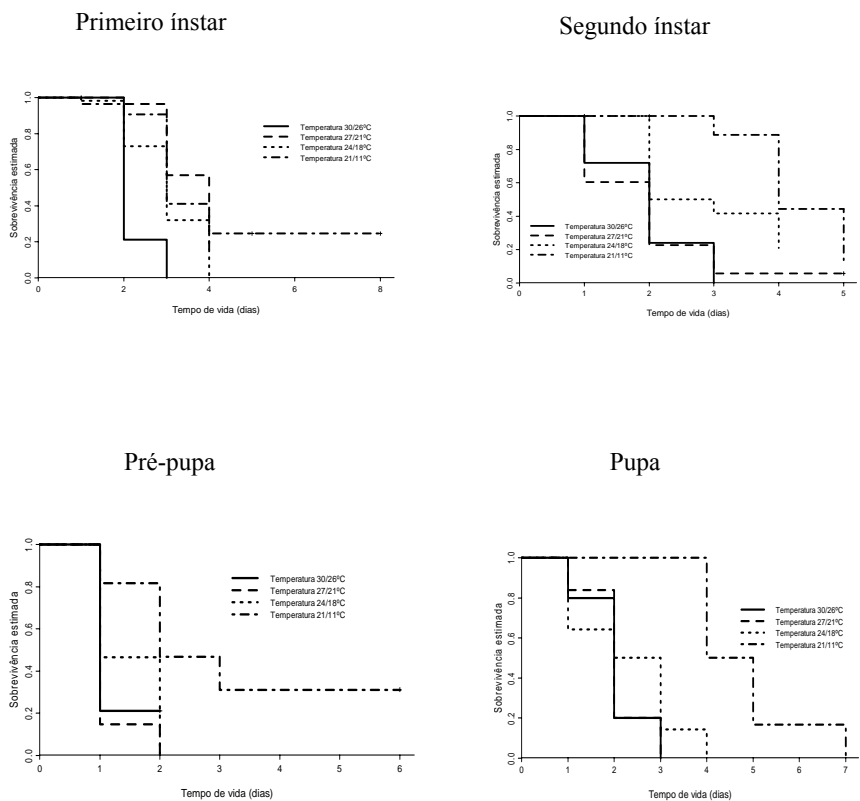 Primeiro ínstar
Sobrevivência estimada
0.0 0.2 0.4 0.6 0.8 1.0
Temperatura 30/26ºC
Temperatura 27/21ºC
Temperatura 24/18ºC
Temperatura 21/11ºC
0 2 4 6 8
Tempo de vida (dias)
Segundo ínstar
Sobrevivência estimada
0.0 0.2 0.4 0.6 0.8 1.0
Temperatura 30/26ºC
Temperatura 27/21ºC
Temperatura 24/18ºC
Temperatura 21/11ºC
0 1 2 3 4 5
Tempo de vida (dias)
Pré-pupa
Sobrevivência estimada
0.0 0.2 0.4 0.6 0.8 1.0
Temperatura 30/26ºC
Temperatura 27/21ºC
Temperatura 24/18ºC
Temperatura 21/11ºC
0 1 2 3 4 5 6
Tempo de vida (dias)
Pupa
Sobrevivência estimada
0.0 0.2 0.4 0.6 0.8 1.0
Temperatura 30/26ºC
Temperatura 27/21ºC
Temperatura 24/18ºC
Temperatura 21/11ºC
0 1 2 3 4 5 6 7
Tempo de vida (dias)